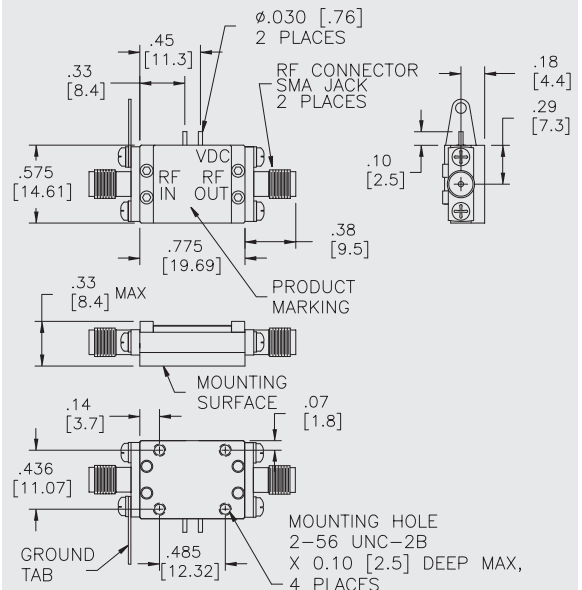 ø.030 [.76]
2 PLACES
.45
[11.3]
.33
[8.4]
RF CONNECTOR
SMA JACK
2 PLACES
.18
[4.4]
.29
[7.3]
.10
[2.5]
.575
[14.61]
VDC
RF
IN
RF
OUT
.38
[9.5]
.775
[19.69]
PRODUCT
MARKING
.33
[8.4] MAX
MOUNTING
SURFACE
.14
[3.7]
.07
[1.8]
.436
[11.07]
GROUND
TAB
.485
[12.32]
MOUNTING HOLE
2-56 UNC-2B
X 0.10 [2.5] DEEP MAX,
4 PLACES